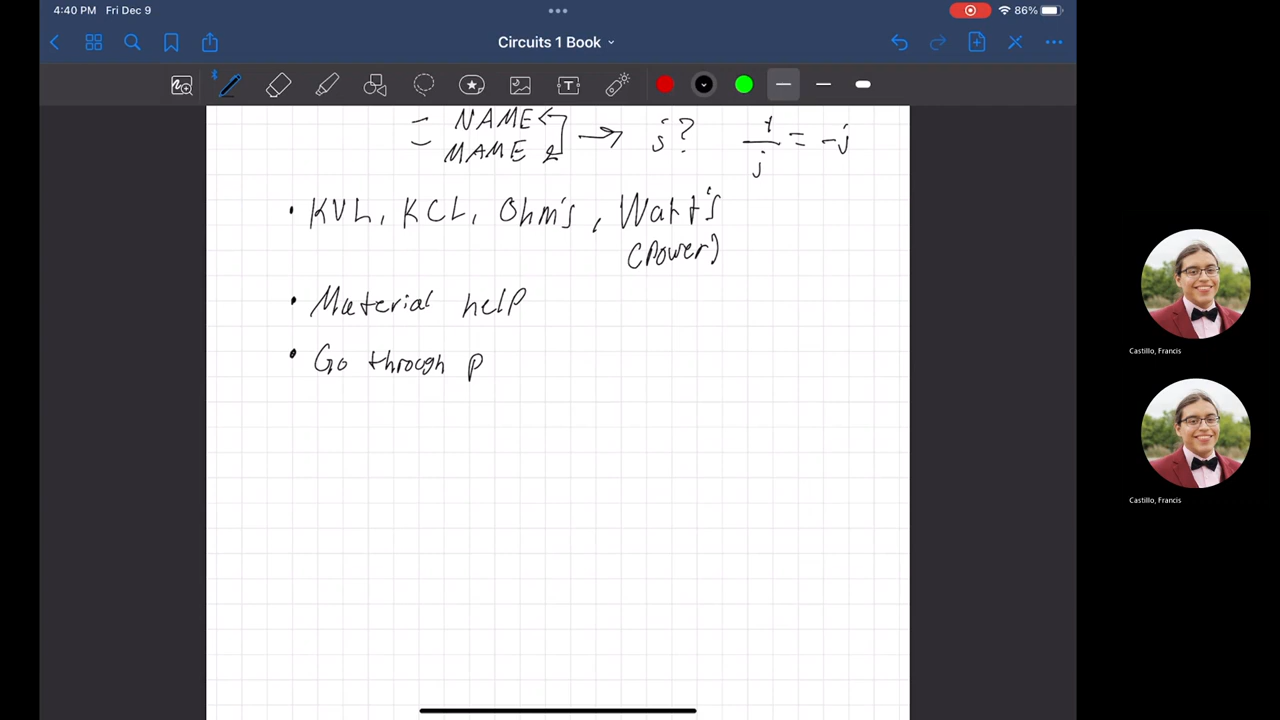 4:40 PM Fri Dec 9
86%
Circuits 1 Book
T
- NAME
- MAME 2 → j? 1/j = -j
• KVL, KCL, Ohm's, Watt's
(power)
• Material help
• Go through p
Castillo, Francis
Castillo, Francis